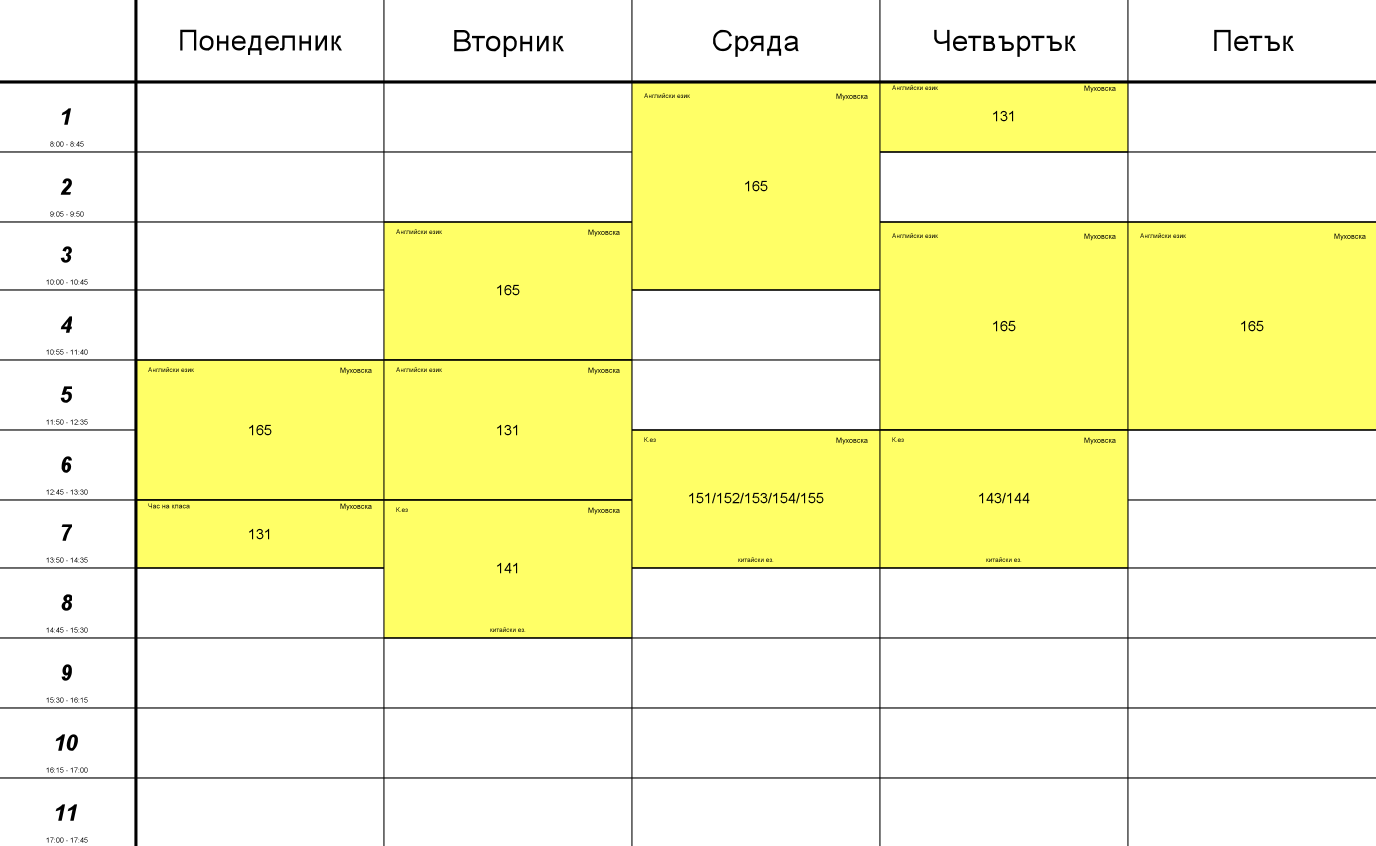 Понеделник Вторник Сряда Четвъртък Петък
1
8:00 - 8:45
Английски език Муховска
165
Английски език Муховска
131
2
9:05 - 9:50
3
10:00 - 10:45
Английски език Муховска
165
Английски език Муховска
165
Английски език Муховска
165
4
10:55 - 11:40
5
11:50 - 12:35
Английски език Муховска
165
Английски език Муховска
131
6
12:45 - 13:30
К.ез Муховска
151/152/153/154/155
китайски ез.
К.ез Муховска
143/144
китайски ез.
7
13:50 - 14:35
Час на класа Муховска
131
К.ез Муховска
141
китайски ез.
8
14:45 - 15:30
9
15:30 - 16:15
10
16:15 - 17:00
11
17:00 - 17:45